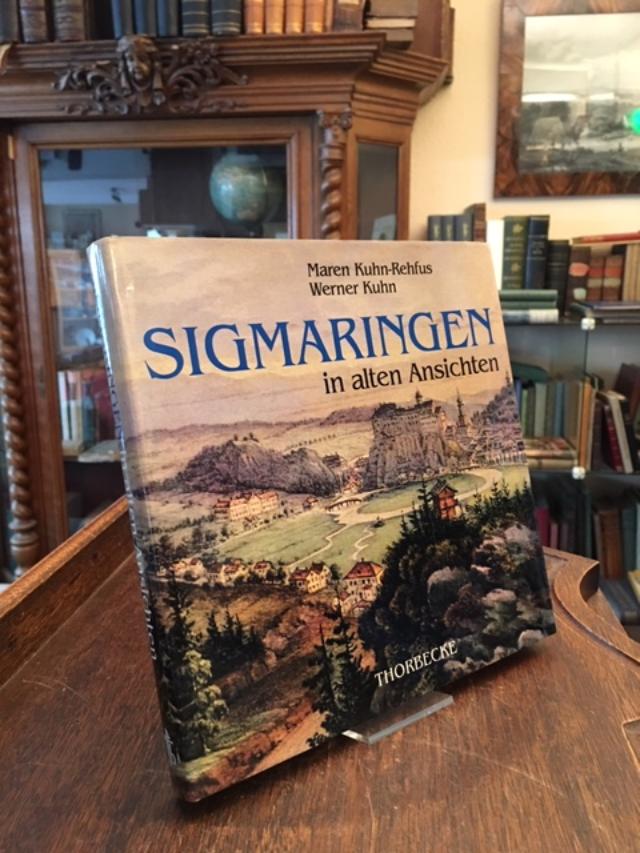 Maren Kuhn-Rehfus
Werner Kuhn
SIGMARINGEN
in alten Ansichten
THORBECKE